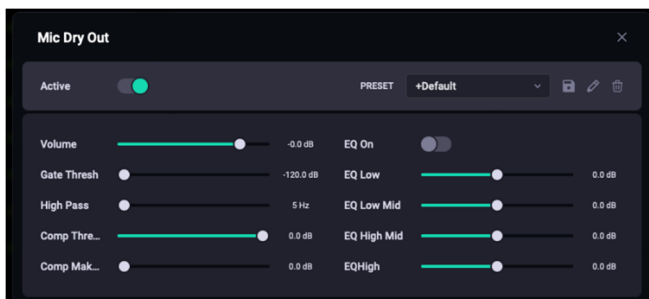 Mic Dry Out
Active PRESET +Default
Volume -0.0 dB EQ On
Gate Thresh -120.0 dB EQ Low 0.0 dB
High Pass 5 Hz EQ Low Mid 0.0 dB
Comp Thre... 0.0 dB EQ High Mid 0.0 dB
Comp Mak... 0.0 dB EQHigh 0.0 dB